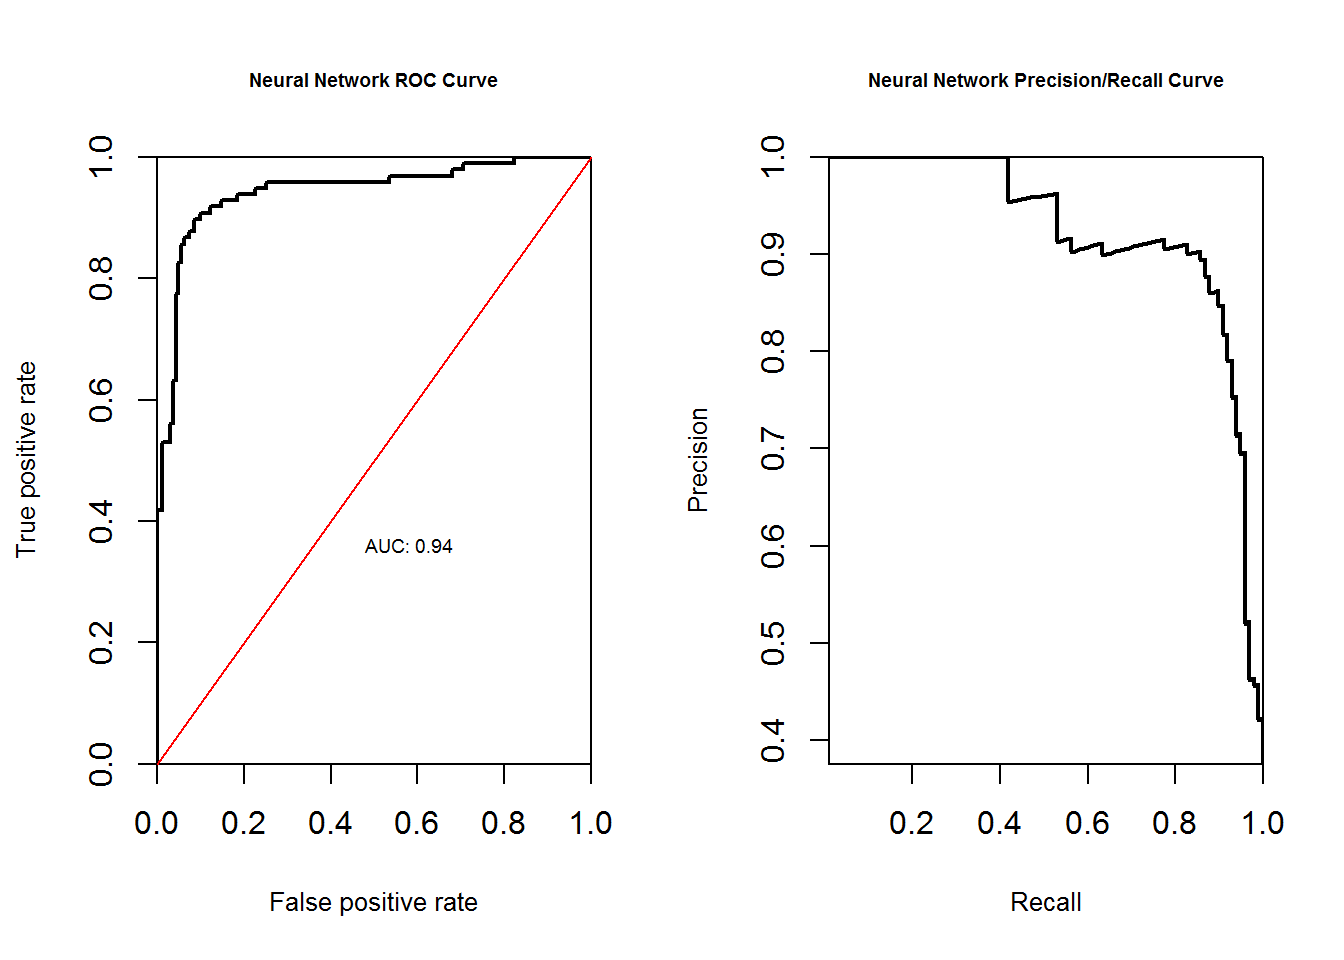 Neural Network ROC Curve
True positive rate
1.0
0.8
0.6
0.4
0.2
0.0
AUC: 0.94
0.0 0.2 0.4 0.6 0.8 1.0
False positive rate
Neural Network Precision/Recall Curve
Precision
1.0
0.9
0.8
0.7
0.6
0.5
0.4
0.2 0.4 0.6 0.8 1.0
Recall